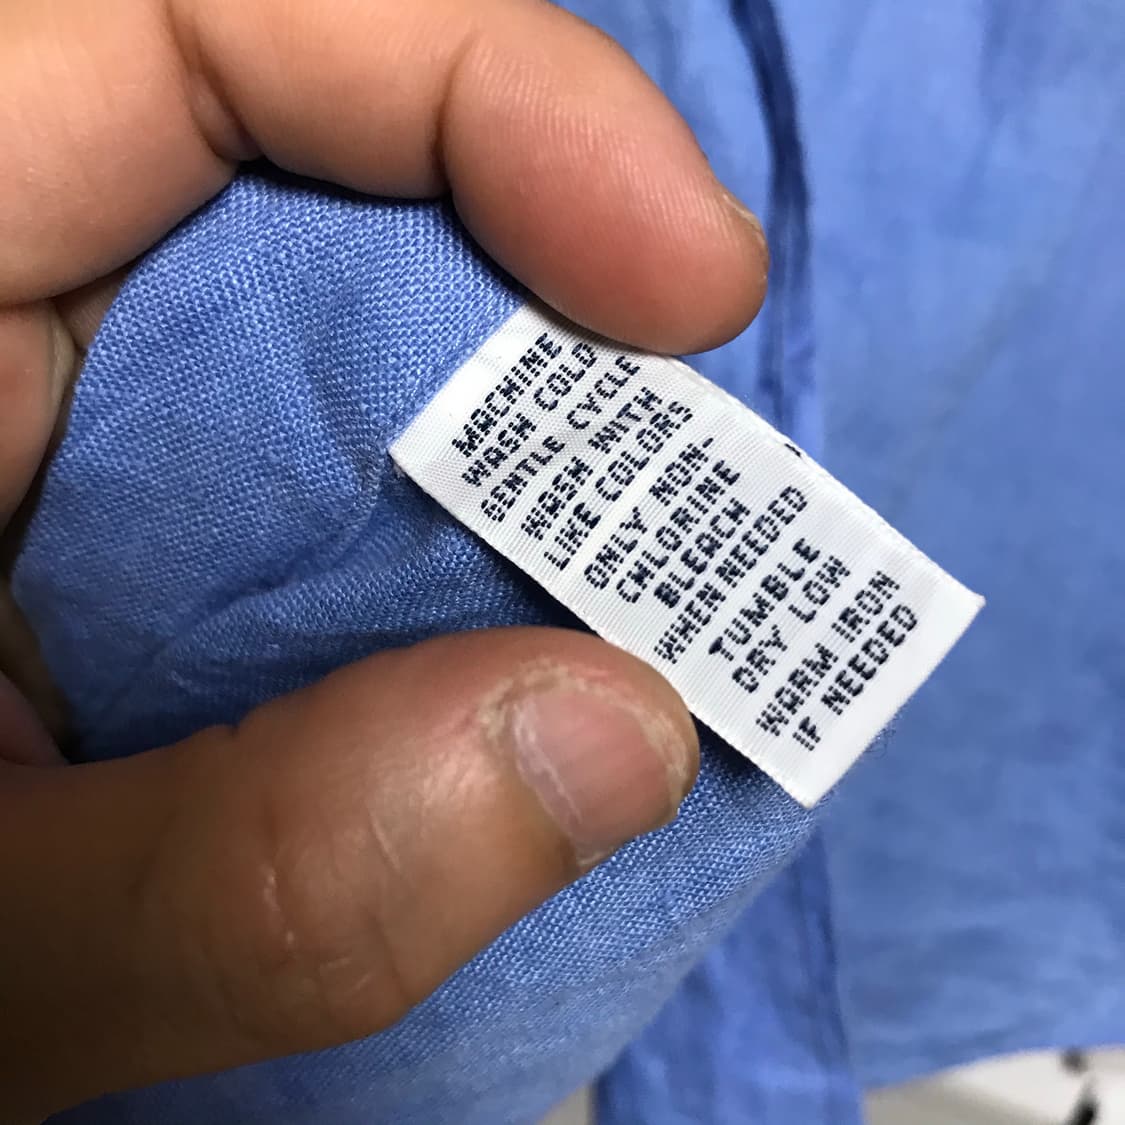 MACHINE
WASH COLD
GENTLE CYCLE
WASH WITH
LIKE COLORS
ONLY NON-
CHLORINE
BLEACH
WHEN NEEDED
TUMBLE
DRY LOW
WARM IRON
IF NEEDED